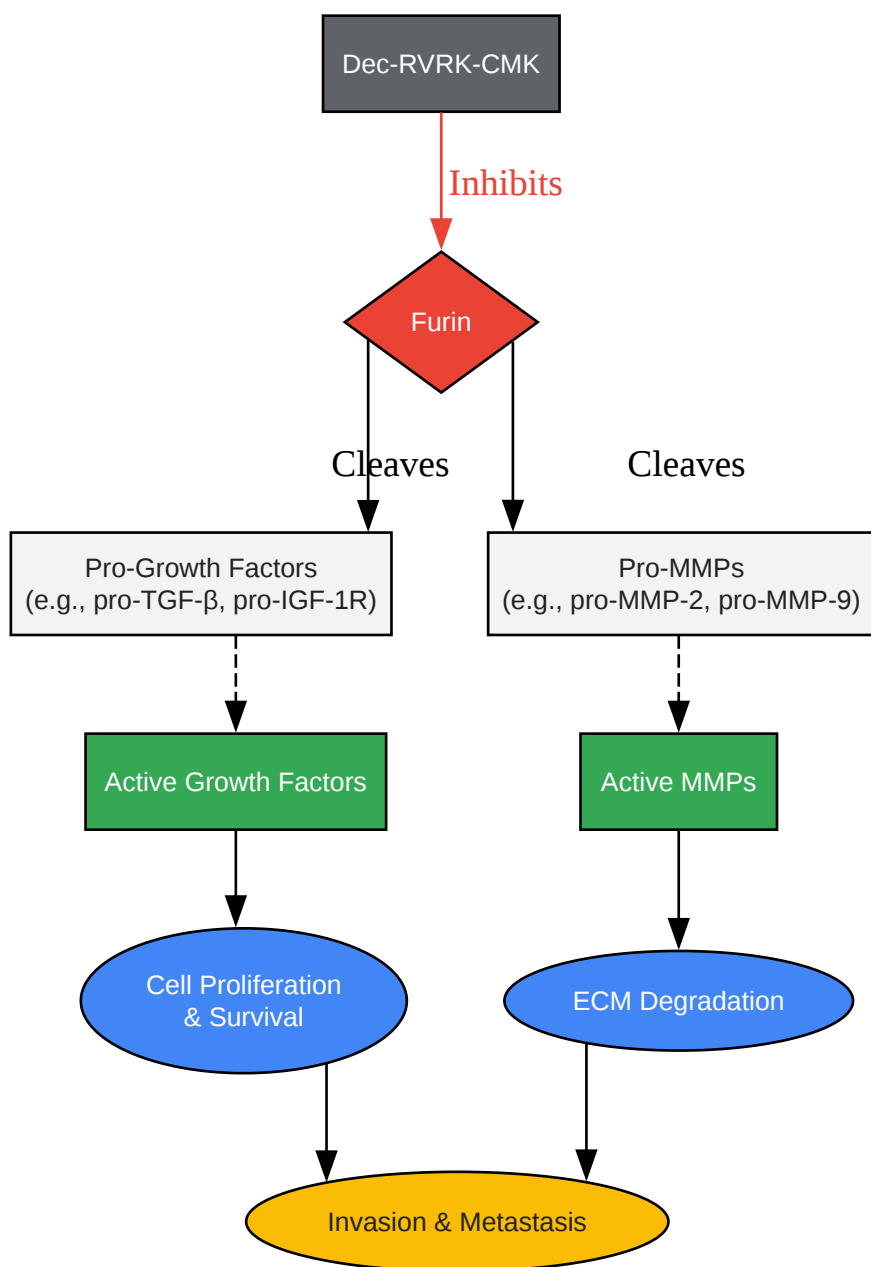 Dec-RVRK-CMK
Inhibits
Furin
Cleaves
Cleaves
Pro-Growth Factors
(e.g., pro-TGF-β, pro-IGF-1R)
Pro-MMPs
(e.g., pro-MMP-2, pro-MMP-9)
Active Growth Factors
Active MMPs
Cell Proliferation
& Survival
ECM Degradation
Invasion & Metastasis